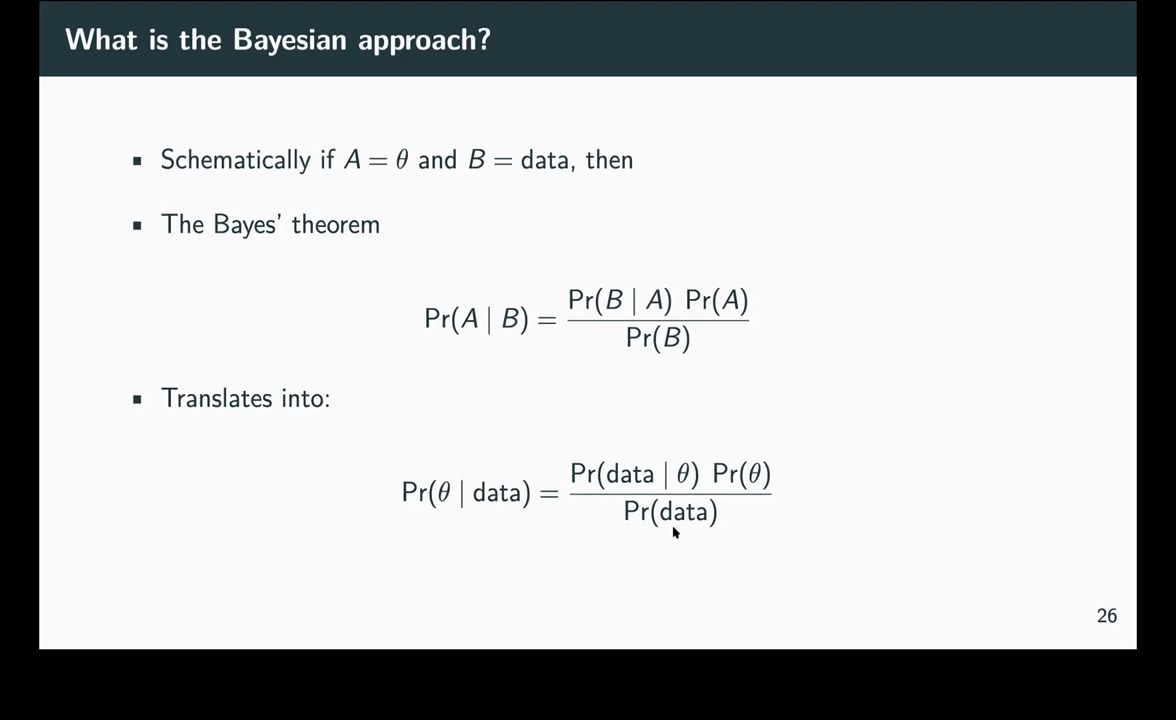 What is the Bayesian approach?
▪ Schematically if A = θ and B = data, then
▪ The Bayes' theorem
Pr(A | B) = Pr(B | A) Pr(A) / Pr(B)
▪ Translates into:
Pr(θ | data) = Pr(data | θ) Pr(θ) / Pr(data)
26